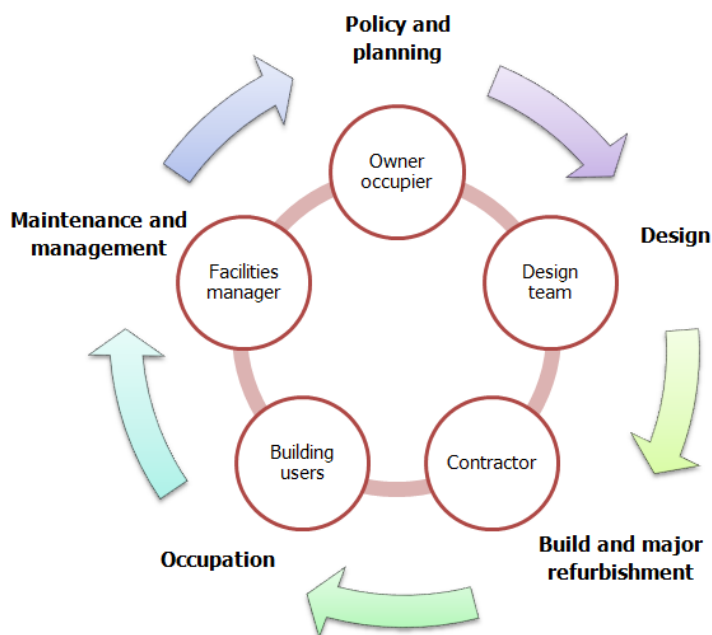 Policy and
planning
Owner
occupier
Design
Design
team
Build and major
refurbishment
Contractor
Occupation
Building
users
Maintenance and
management
Facilities
manager